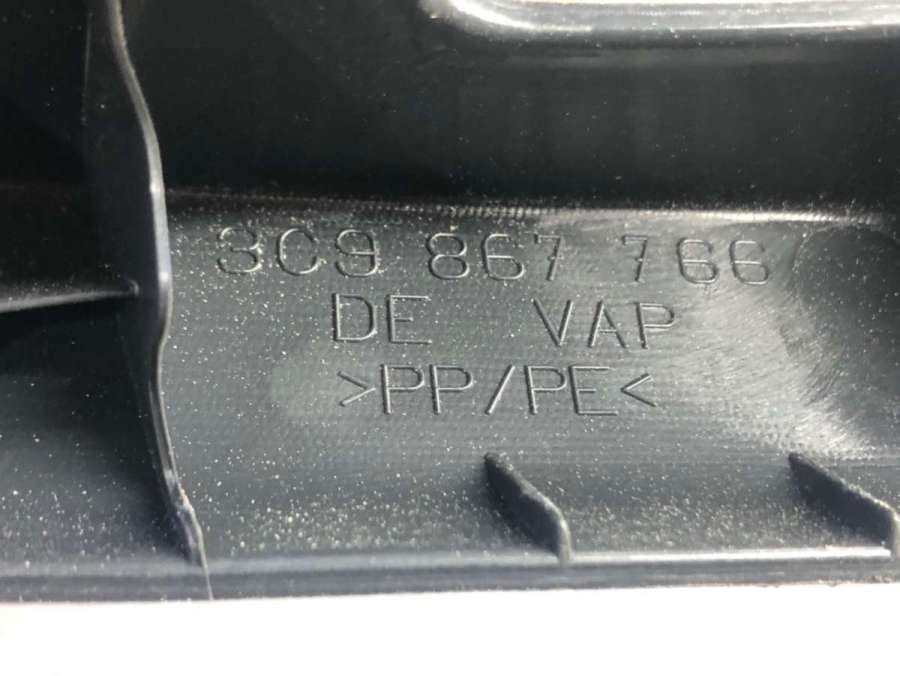 3C9 867 766
DE VAP
>PP/PE<